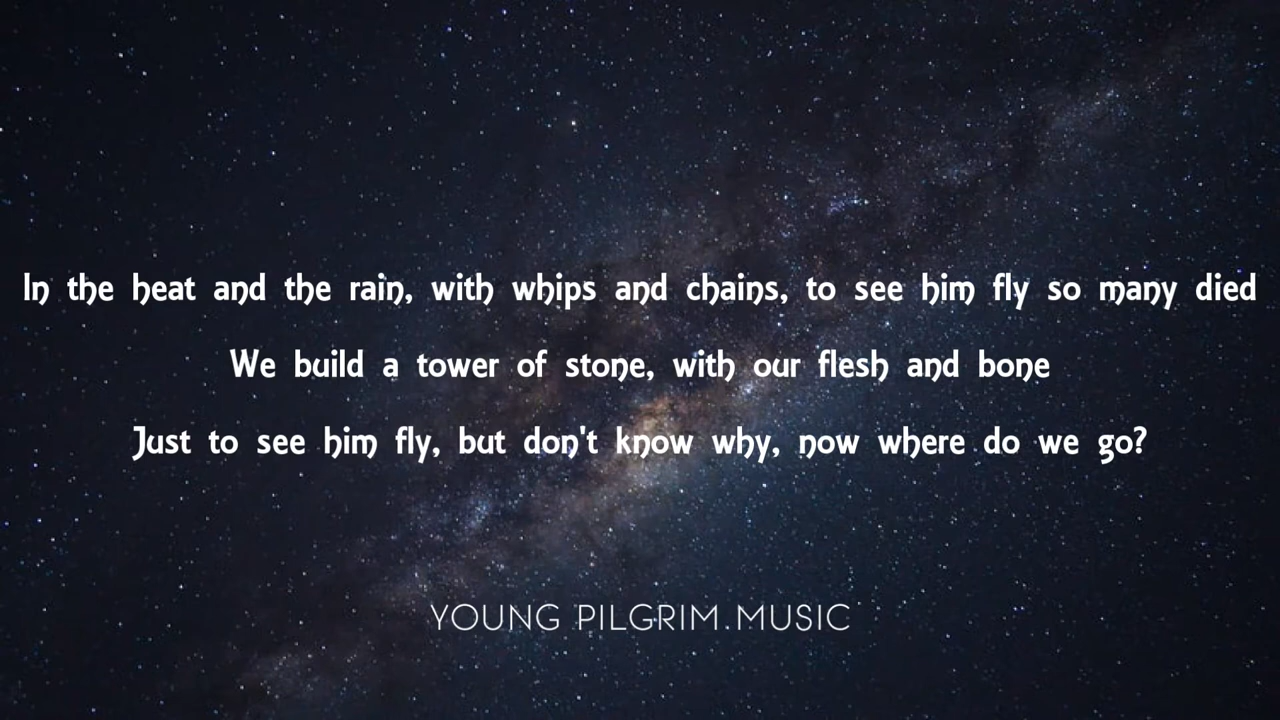 In the heat and the rain, with whips and chains, to see him fly so many died
We build a tower of stone, with our flesh and bone
Just to see him fly, but don't know why, now where do we go?
YOUNG PILGRIM.MUSIC